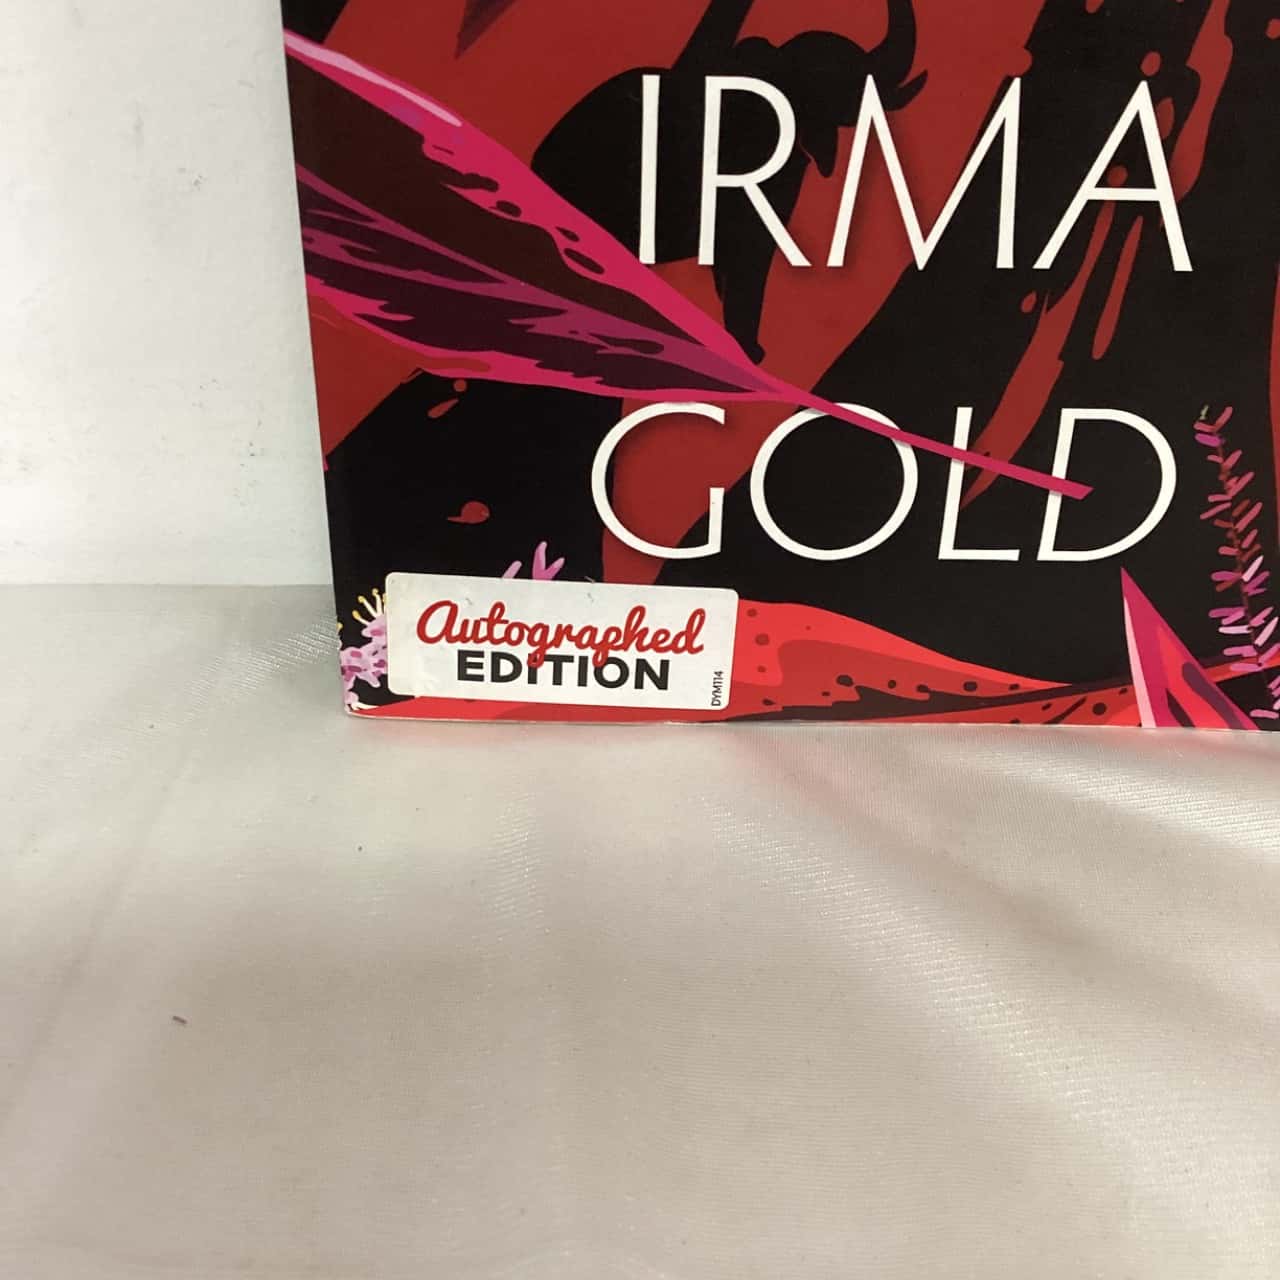 IRMA
GOLD
Autographed
EDITION
DYM114